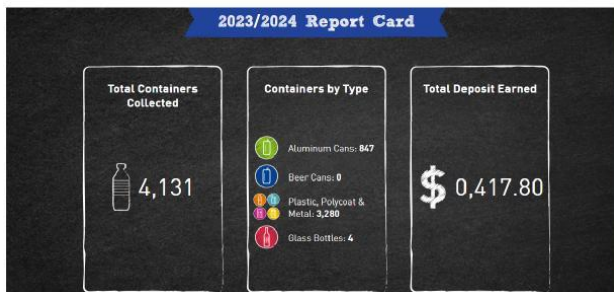 2023/2024 Report Card
Total Containers
Collected
4,131
Containers by Type
Aluminum Cans: 847
Beer Cans: 0
Plastic, Polycoat &
Metal: 3,280
Glass Bottles: 4
Total Deposit Earned
$ 0,417.80